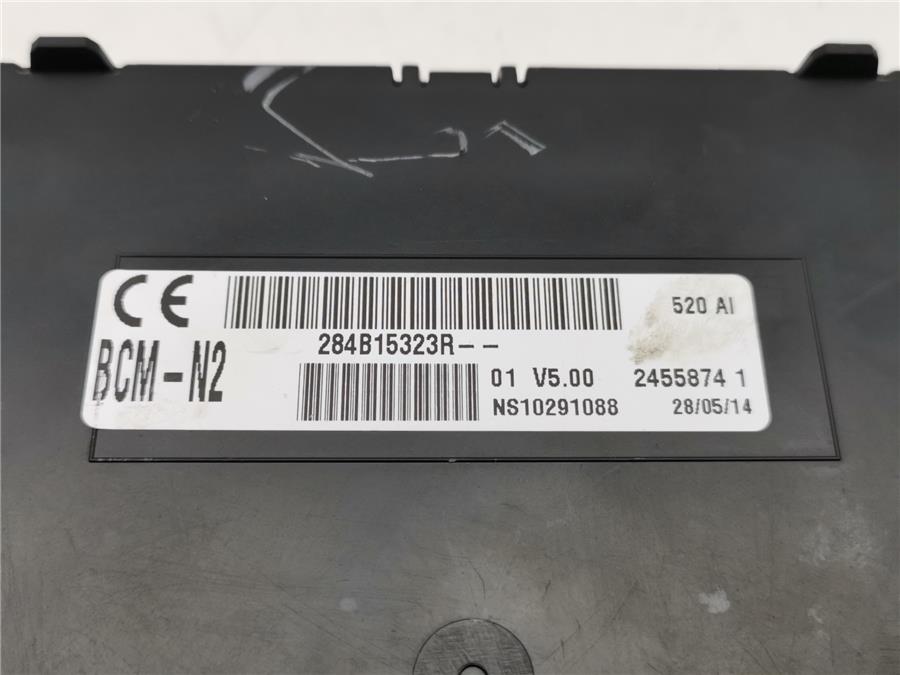 CE
520 AI
284B15323R--
BCM-N2
01 V5.00 2455874 1
NS10291088 28/05/14